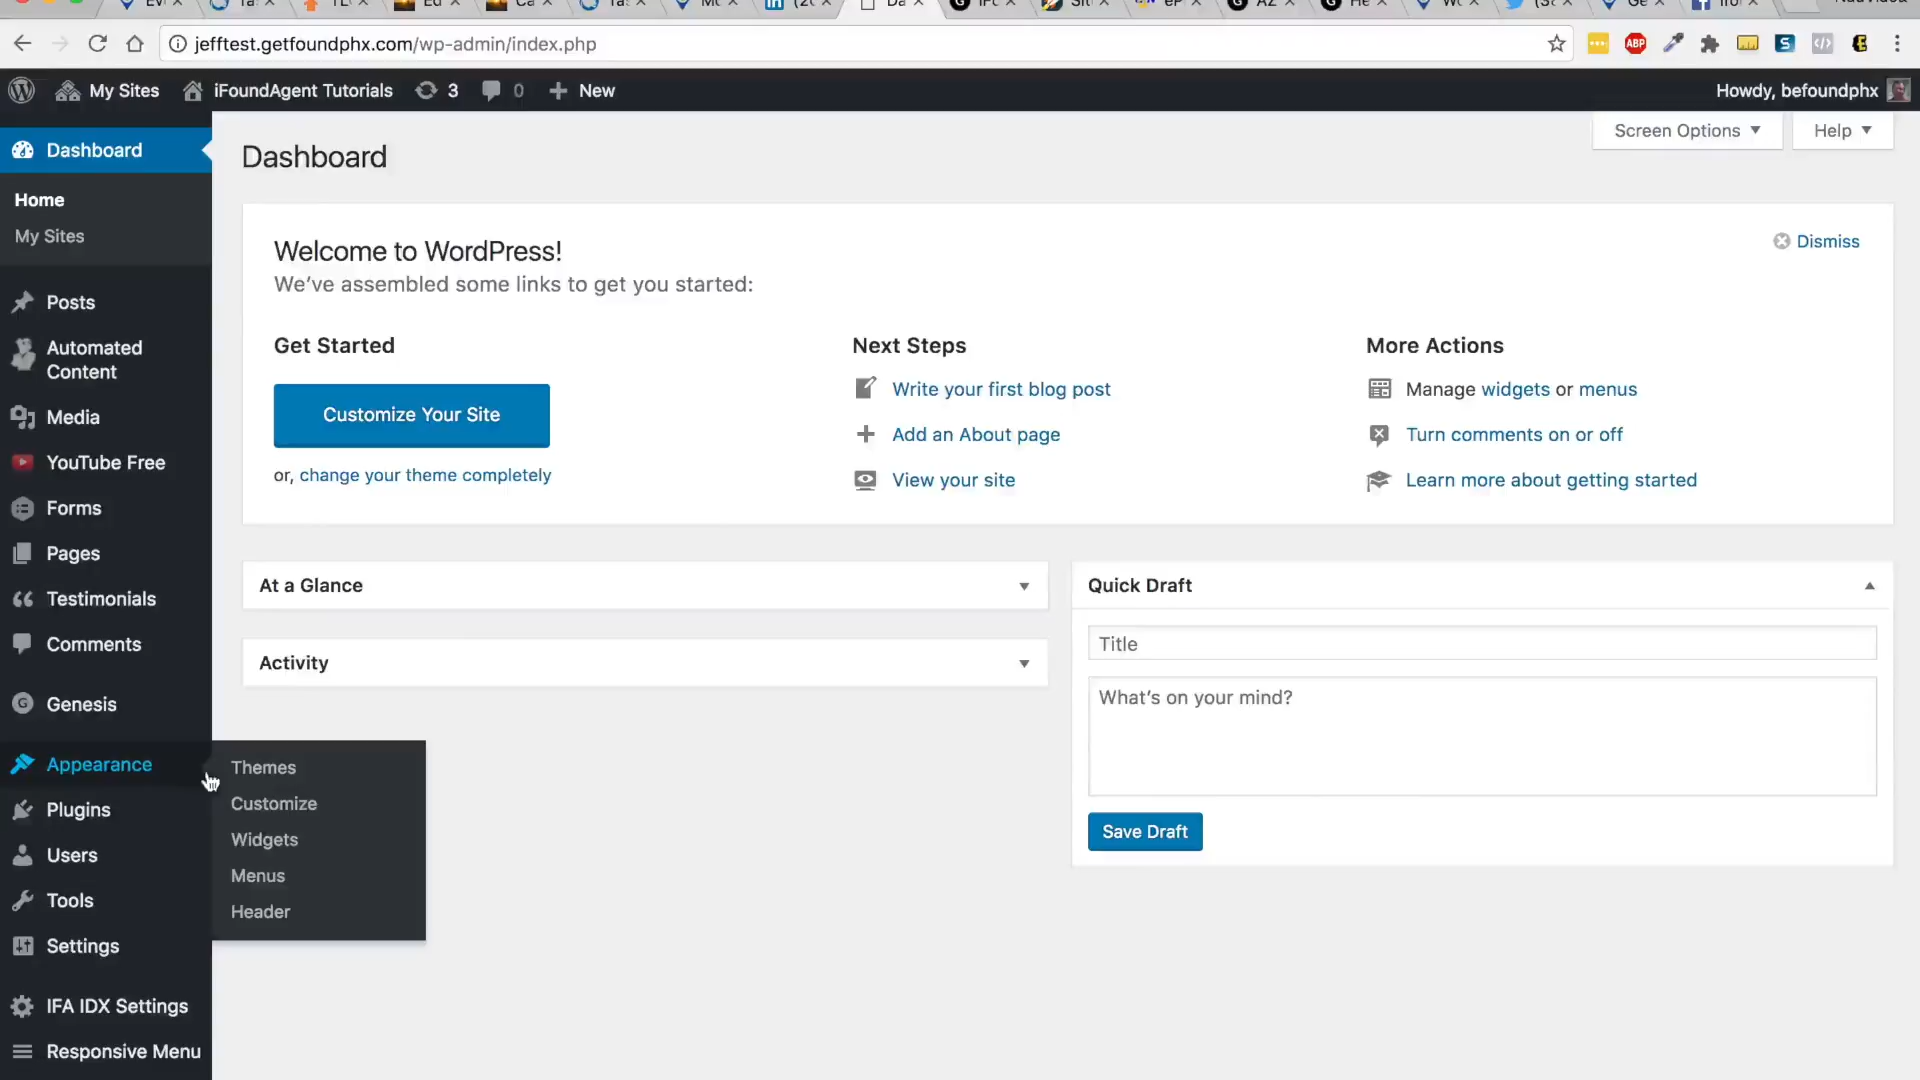 jefftest.getfoundphx.com/wp-admin/index.php
ABP
My Sites
iFoundAgent Tutorials
3
0
New
Howdy, befoundphx
Dashboard
Home
My Sites
Posts
Automated
Content
Media
YouTube Free
Forms
Pages
Testimonials
Comments
Genesis
Appearance
Plugins
Users
Tools
Settings
IFA IDX Settings
Responsive Menu
Themes
Customize
Widgets
Menus
Header
Screen Options
Help
Dashboard
Welcome to WordPress!
We've assembled some links to get you started:
Dismiss
Get Started
Customize Your Site
or, change your theme completely
Next Steps
Write your first blog post
Add an About page
View your site
More Actions
Manage widgets or menus
Turn comments on or off
Learn more about getting started
At a Glance
Activity
Quick Draft
Title
What's on your mind?
Save Draft